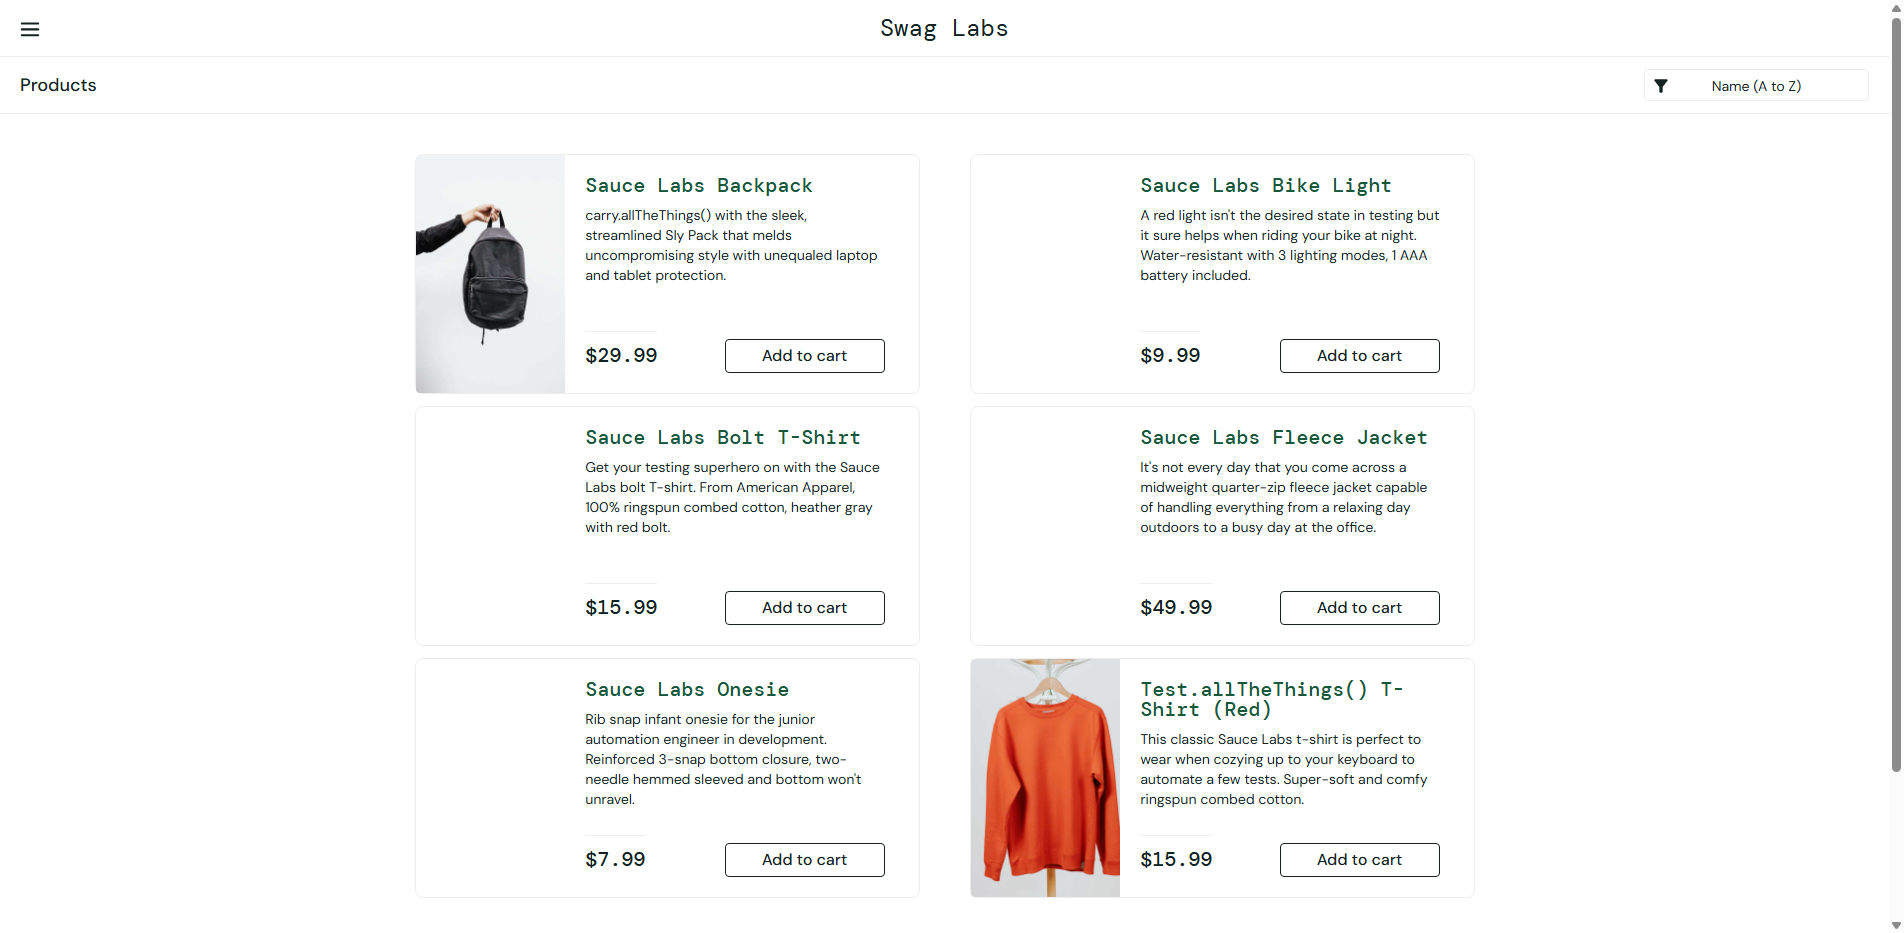 Swag Labs
Products
Name (A to Z)
Sauce Labs Backpack
carry.allTheThings() with the sleek,
streamlined Sly Pack that melds
uncompromising style with unequaled laptop
and tablet protection.
$29.99
Add to cart
Sauce Labs Bike Light
A red light isn't the desired state in testing but
it sure helps when riding your bike at night.
Water-resistant with 3 lighting modes, 1 AAA
battery included.
$9.99
Add to cart
Sauce Labs Bolt T-Shirt
Get your testing superhero on with the Sauce
Labs bolt T-shirt. From American Apparel,
100% ringspun combed cotton, heather gray
with red bolt.
$15.99
Add to cart
Sauce Labs Fleece Jacket
It's not every day that you come across a
midweight quarter-zip fleece jacket capable
of handling everything from a relaxing day
outdoors to a busy day at the office.
$49.99
Add to cart
Sauce Labs Onesie
Rib snap infant onesie for the junior
automation engineer in development.
Reinforced 3-snap bottom closure, two-
needle hemmed sleeved and bottom won't
unravel.
$7.99
Add to cart
Test.allTheThings() T-
Shirt (Red)
This classic Sauce Labs t-shirt is perfect to
wear when cozying up to your keyboard to
automate a few tests. Super-soft and comfy
ringspun combed cotton.
$15.99
Add to cart